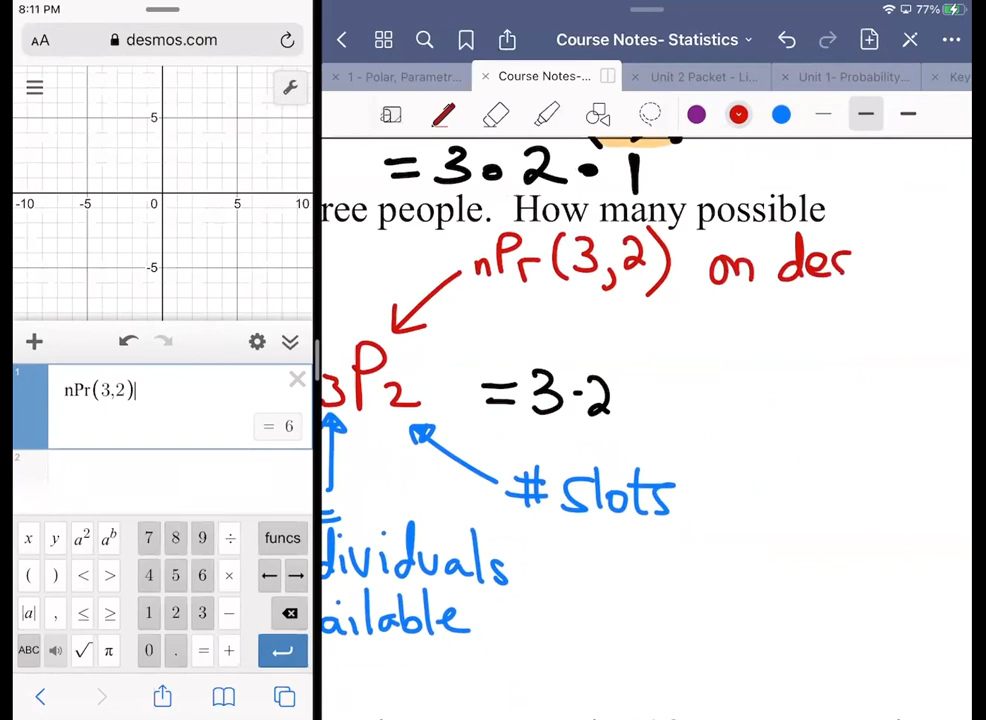 8:11 PM
AA desmos.com
5
-10 -5 0 5 10
-5
1
nPr(3,2)
= 6
2
x y a² aᵇ 7 8 9 ÷ funcs
( ) < > 4 5 6 × ← →
|a| , ≤ ≥ 1 2 3 −
ABC √ π 0 . = +
77%
Course Notes- Statistics
× 1 - Polar, Parametr... × Course Notes-... × Unit 2 Packet - Li... × Unit 1- Probability... × Key
= 3 • 2 • 1
ree people. How many possible
nPr(3,2) on des
₃P₂ = 3·2
# slots
dividuals
ailable